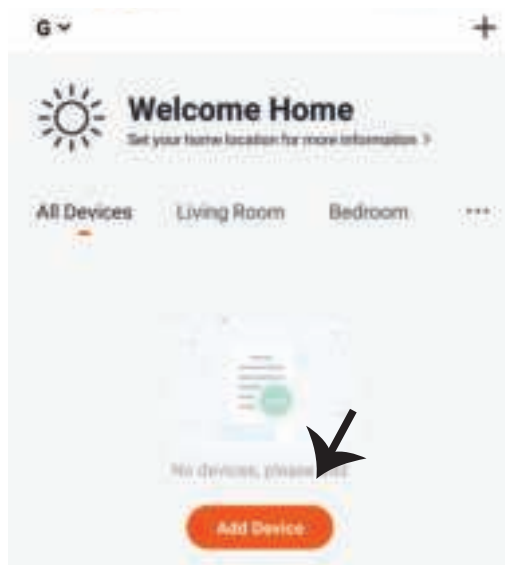 G
Welcome Home
Set your home location for more information >
All Devices Living Room Bedroom ...
No devices, please
Add Device